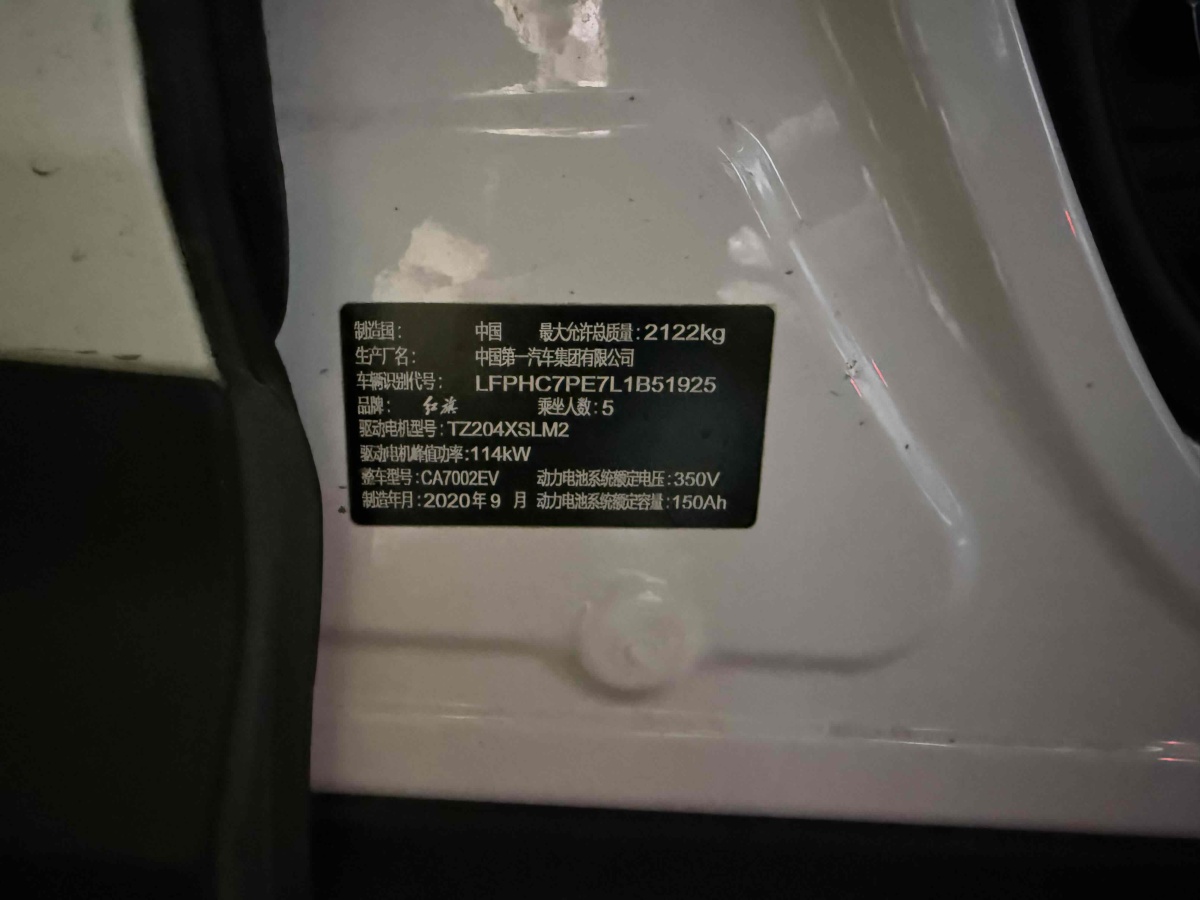 制造国：中国 最大允许总质量：2122kg
生产厂名：中国第一汽车集团有限公司
车辆识别代号：LFPHC7PE7L1B51925
品牌：红旗 乘坐人数：5
驱动电机型号：TZ204XSLM2
驱动电机峰值功率：114kW
整车型号：CA7002EV 动力电池系统额定电压：350V
制造年月：2020年9月 动力电池系统额定容量：150Ah